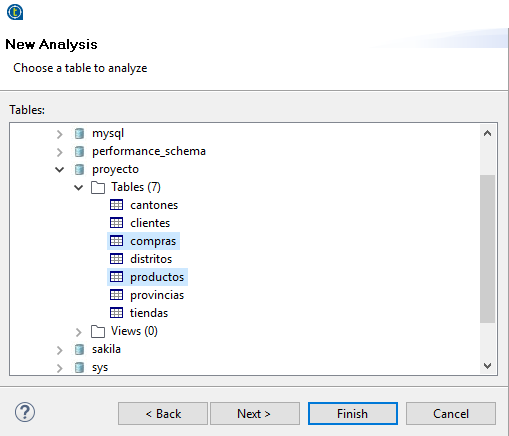 New Analysis
Choose a table to analyze
Tables:
mysql
performance_schema
proyecto
Tables (7)
cantones
clientes
compras
distritos
productos
provincias
tiendas
Views (0)
sakila
sys
?
< Back
Next >
Finish
Cancel